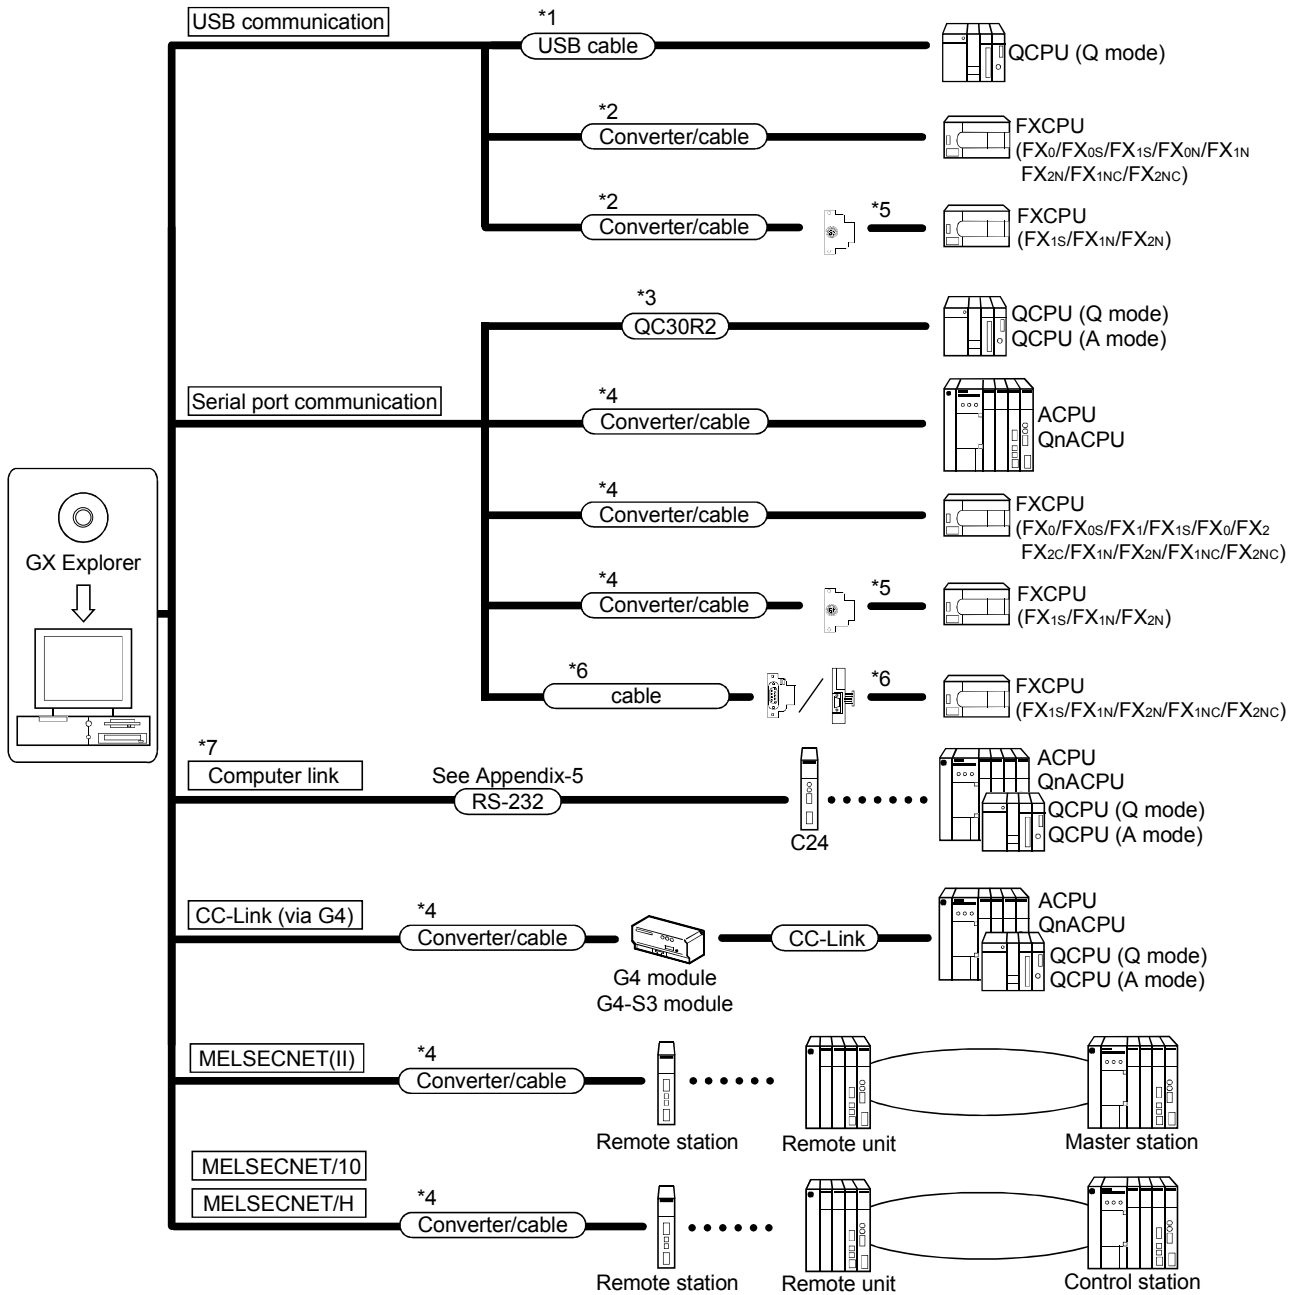 USB communication
*1
USB cable
QCPU (Q mode)
*2
Converter/cable
FXCPU
(FX0/FX0S/FX1S/FX0N/FX1N
FX2N/FX1NC/FX2NC)
*2
Converter/cable
*5
FXCPU
(FX1S/FX1N/FX2N)
*3
QC30R2
QCPU (Q mode)
QCPU (A mode)
Serial port communication
*4
Converter/cable
ACPU
QnACPU
*4
Converter/cable
FXCPU
(FX0/FX0S/FX1/FX1S/FX0/FX2
FX2C/FX1N/FX2N/FX1NC/FX2NC)
GX Explorer
*4
Converter/cable
*5
FXCPU
(FX1S/FX1N/FX2N)
*6
cable
*6
FXCPU
(FX1S/FX1N/FX2N/FX1NC/FX2NC)
*7
Computer link
See Appendix-5
RS-232
C24
ACPU
QnACPU
QCPU (Q mode)
QCPU (A mode)
CC-Link (via G4)
*4
Converter/cable
G4 module
G4-S3 module
CC-Link
ACPU
QnACPU
QCPU (Q mode)
QCPU (A mode)
MELSECNET(II)
*4
Converter/cable
Remote station
Remote unit
Master station
MELSECNET/10
MELSECNET/H
*4
Converter/cable
Remote station
Remote unit
Control station